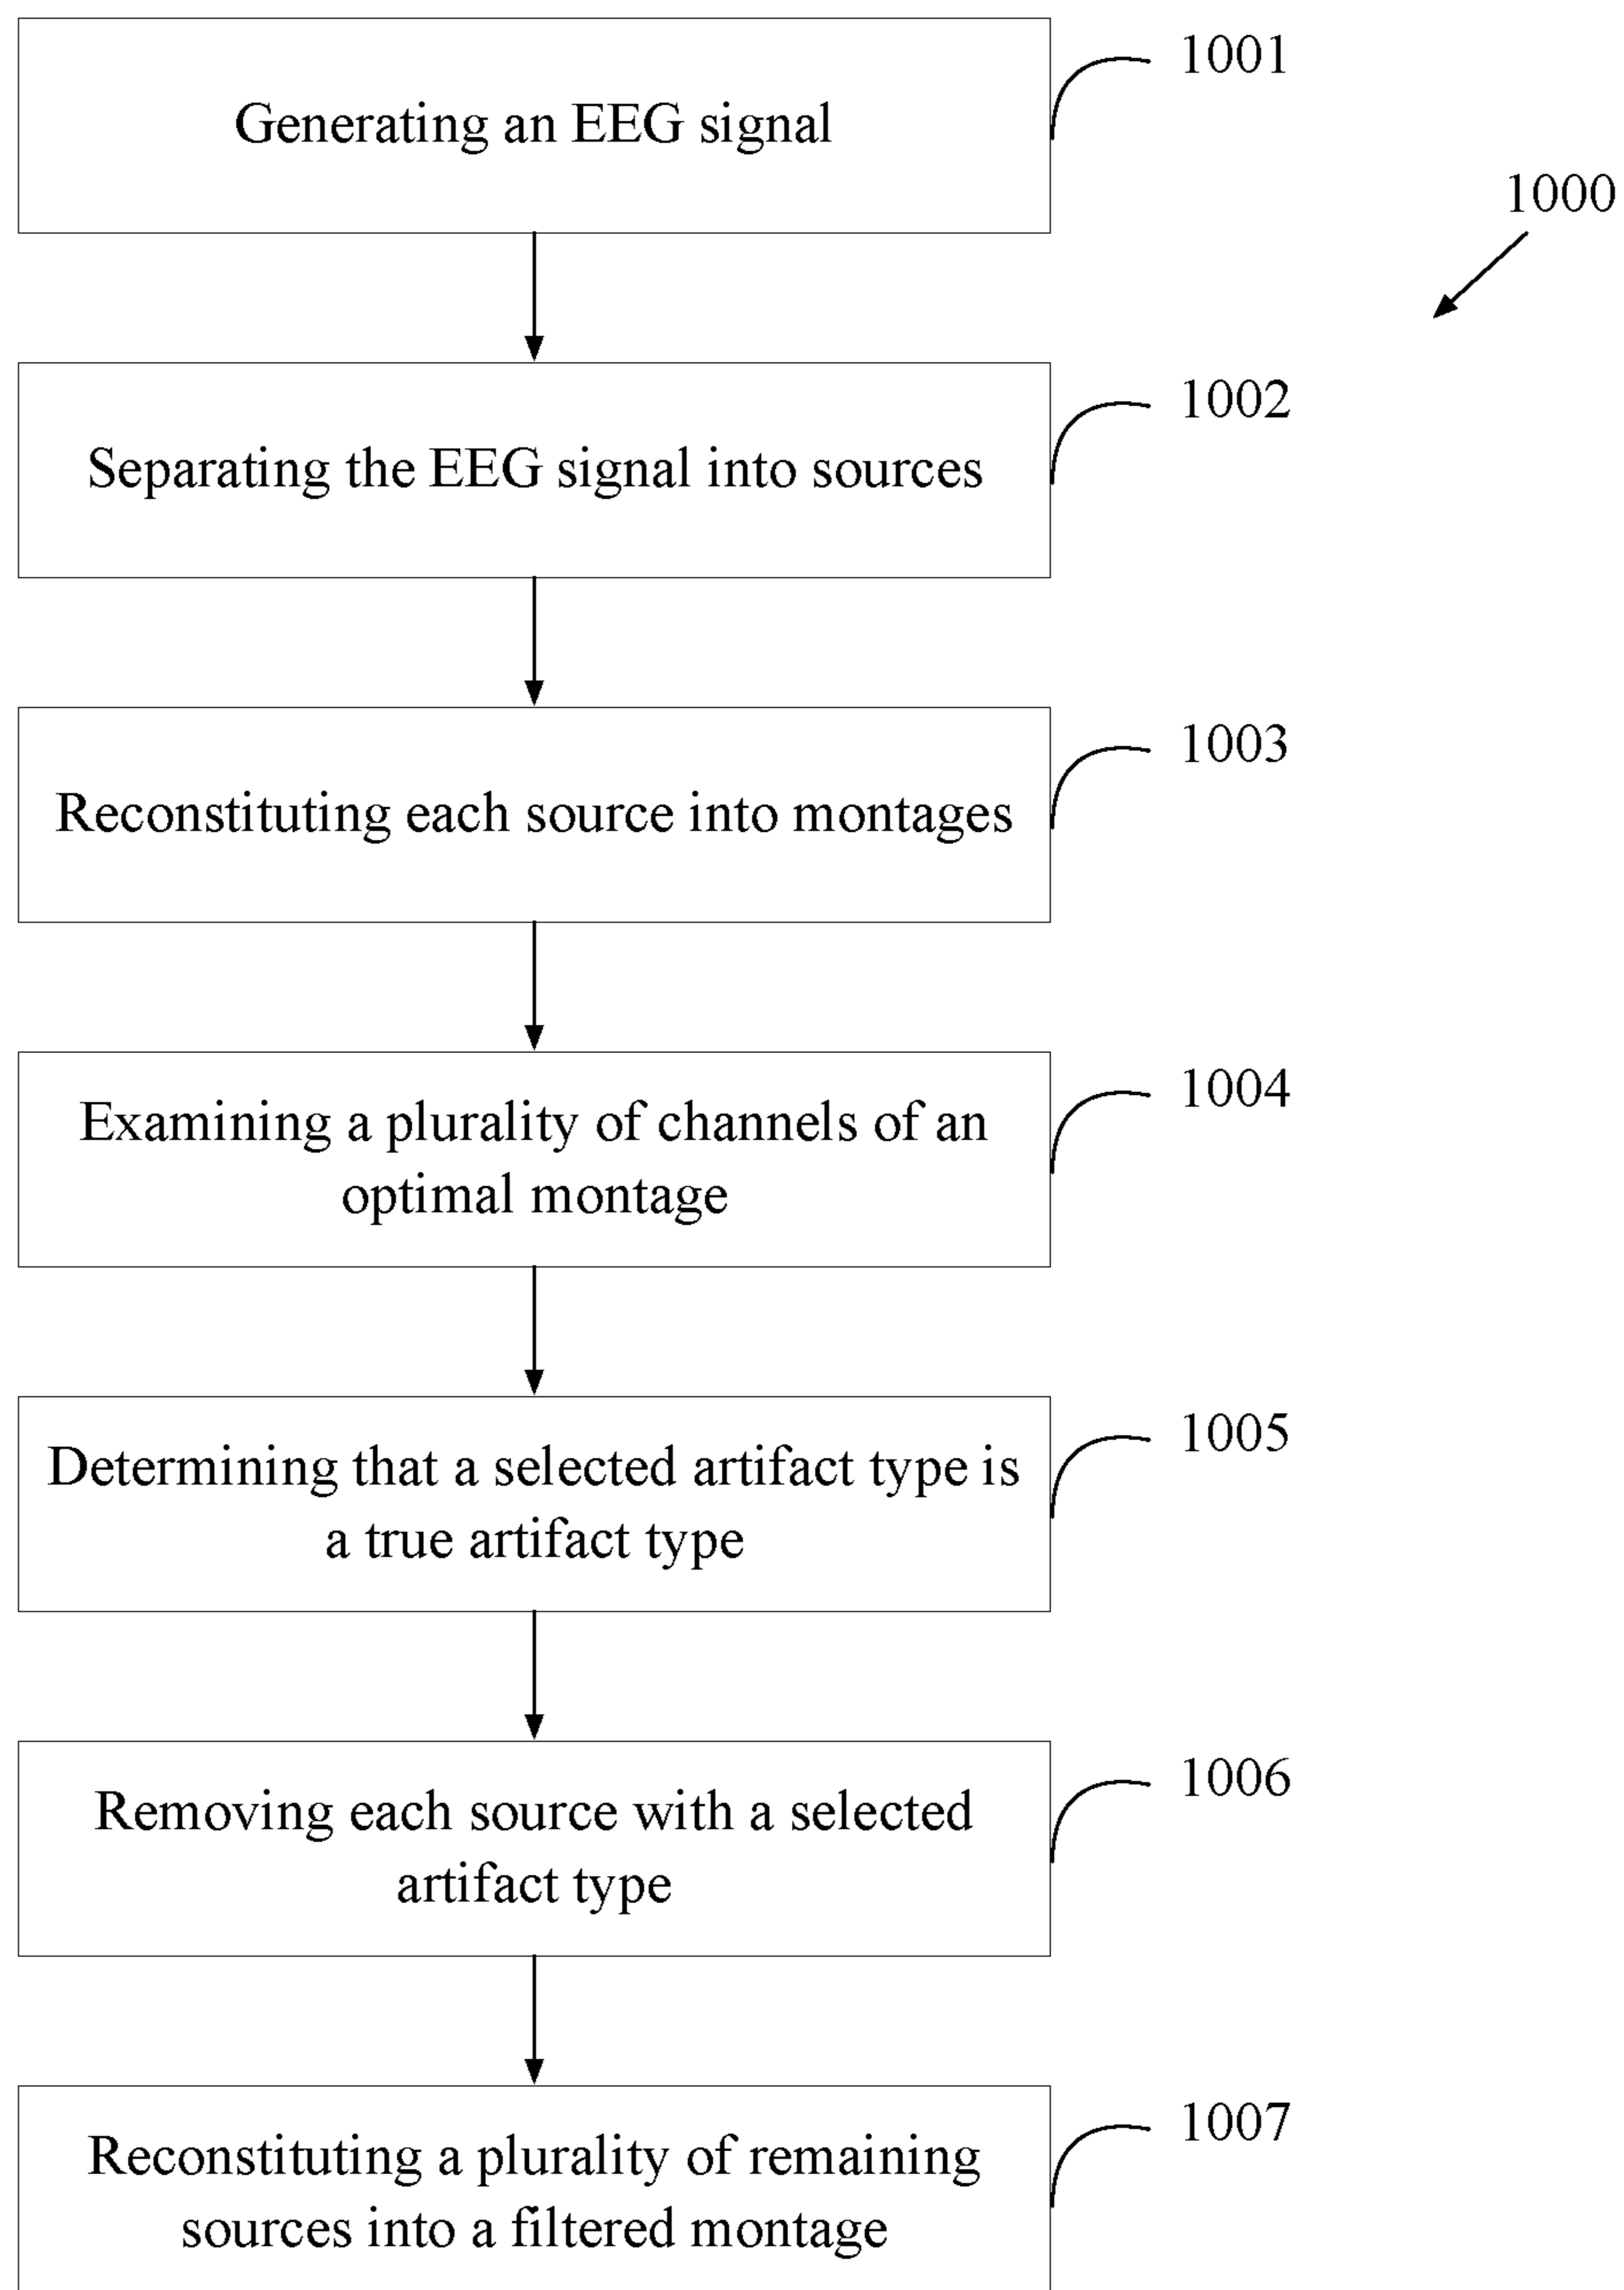 Generating an EEG signal
1001
1000
Separating the EEG signal into sources
1002
Reconstituting each source into montages
1003
Examining a plurality of channels of an
optimal montage
1004
Determining that a selected artifact type is
a true artifact type
1005
Removing each source with a selected
artifact type
1006
Reconstituting a plurality of remaining
sources into a filtered montage
1007